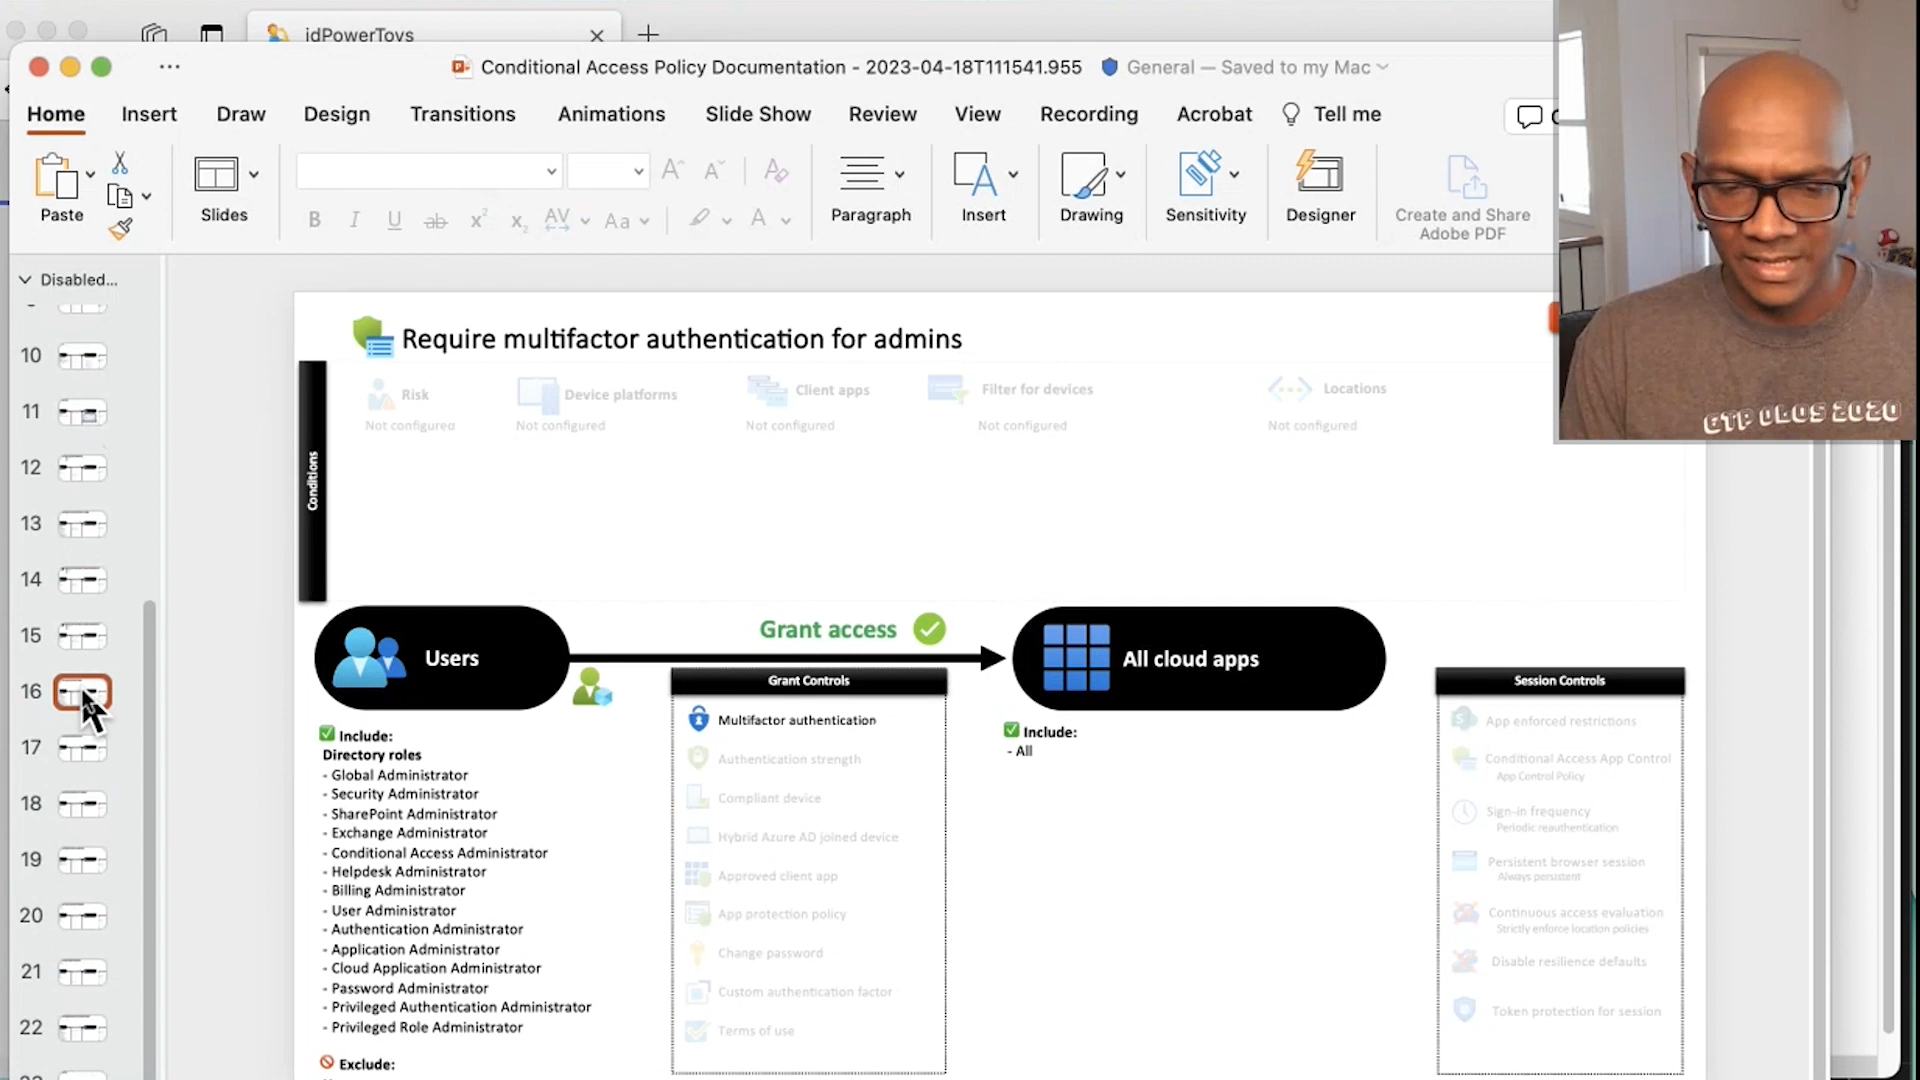 idPowerToys
Conditional Access Policy Documentation - 2023-04-18T111541.955
General — Saved to my Mac
Home
Insert
Draw
Design
Transitions
Animations
Slide Show
Review
View
Recording
Acrobat
Tell me
Paste
Slides
B
I
U
ab
x²
x₂
AV
Aa
A
Paragraph
Insert
Drawing
Sensitivity
Designer
Create and Share
Adobe PDF
GTP OLOS 2020
Disabled...
10
11
12
13
14
15
16
17
18
19
20
21
22
Require multifactor authentication for admins
Conditions
Risk
Not configured
Device platforms
Not configured
Client apps
Not configured
Filter for devices
Not configured
Locations
Not configured
Users
Grant access
All cloud apps
Include:
Directory roles
- Global Administrator
- Security Administrator
- SharePoint Administrator
- Exchange Administrator
- Conditional Access Administrator
- Helpdesk Administrator
- Billing Administrator
- User Administrator
- Authentication Administrator
- Application Administrator
- Cloud Application Administrator
- Password Administrator
- Privileged Authentication Administrator
- Privileged Role Administrator
Exclude:
Grant Controls
Multifactor authentication
Authentication strength
Compliant device
Hybrid Azure AD joined device
Approved client app
App protection policy
Change password
Custom authentication factor
Terms of use
Include:
- All
Session Controls
App enforced restrictions
Conditional Access App Control
App Control Policy
Sign-in frequency
Periodic reauthentication
Persistent browser session
Always persistent
Continuous access evaluation
Strictly enforce location policies
Disable resilience defaults
Token protection for session